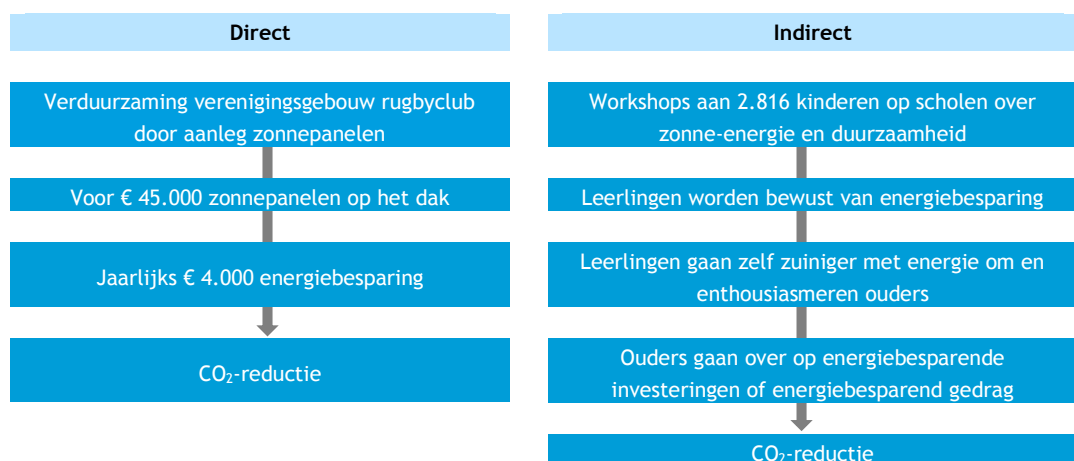 Direct
Verduurzaming verenigingsgebouw rugbyclub
door aanleg zonnepanelen
Voor € 45.000 zonnepanelen op het dak
Jaarlijks € 4.000 energiebesparing
CO₂-reductie
Indirect
Workshops aan 2.816 kinderen op scholen over
zonne-energie en duurzaamheid
Leerlingen worden bewust van energiebesparing
Leerlingen gaan zelf zuiniger met energie om en
enthousiasmeren ouders
Ouders gaan over op energiebesparende
investeringen of energiebesparend gedrag
CO₂-reductie